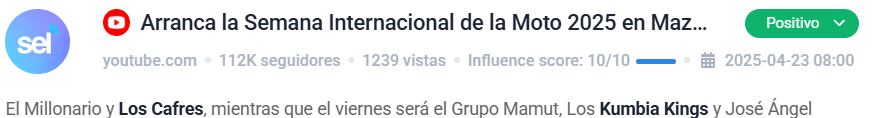 sel
Arranca la Semana Internacional de la Moto 2025 en Maz...
Positivo
youtube.com 112K seguidores 1239 vistas Influence score: 10/10 2025-04-23 08:00
El Millonario y Los Cafres, mientras que el viernes será el Grupo Mamut, Los Kumbia Kings y José Ángel